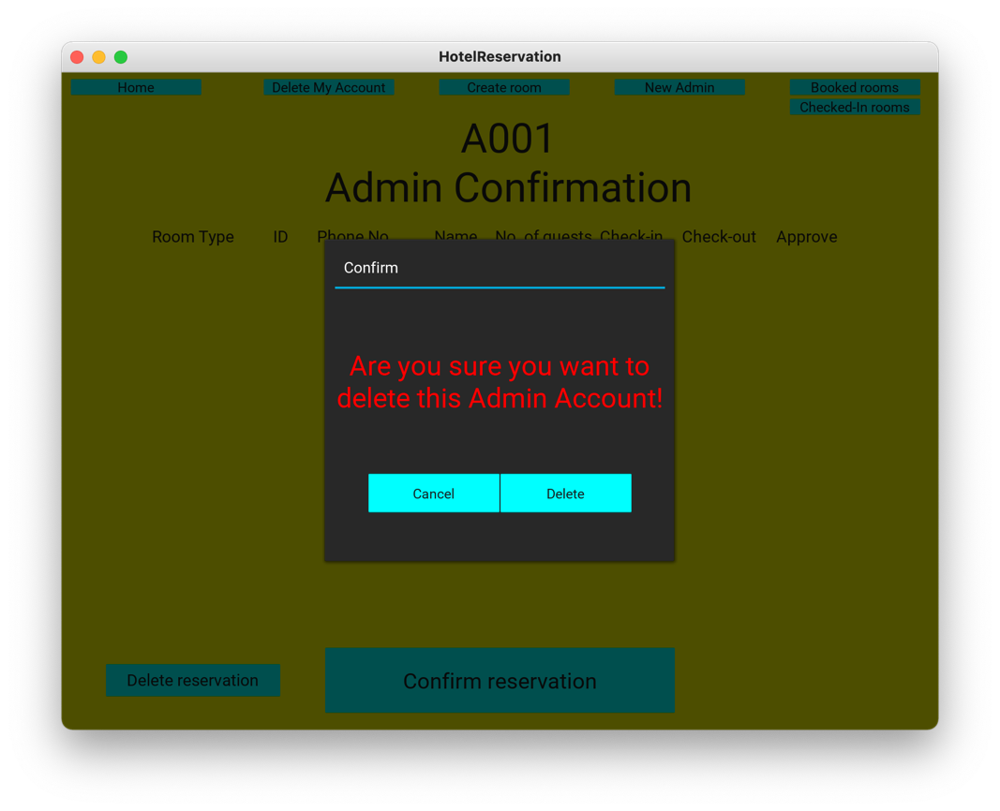 HotelReservation
Home Delete My Account Create room New Admin Booked rooms
Checked-In rooms
A001
Admin Confirmation
Room Type ID Phone No Name No. of guests Check-in Check-out Approve
Confirm
Are you sure you want to
delete this Admin Account!
Cancel Delete
Delete reservation Confirm reservation